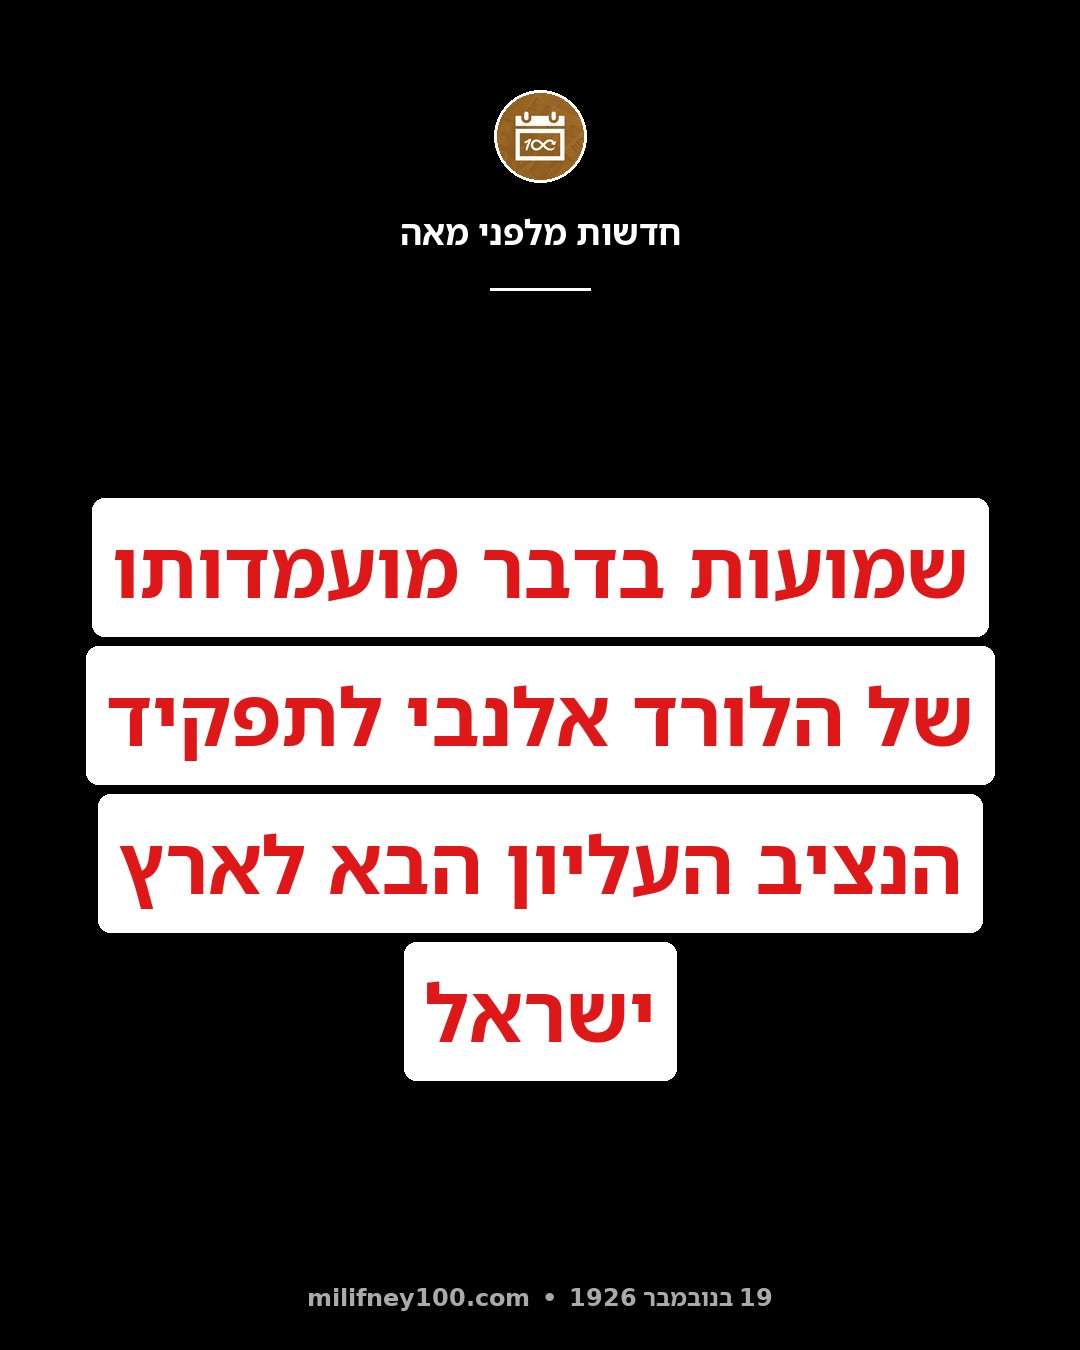 100
חדשות מלפני מאה
שמועות בדבר מועמדותו
של הלורד אלנבי לתפקיד
הנציב העליון הבא לארץ
ישראל
19 בנובמבר 1926 • milifney100.com